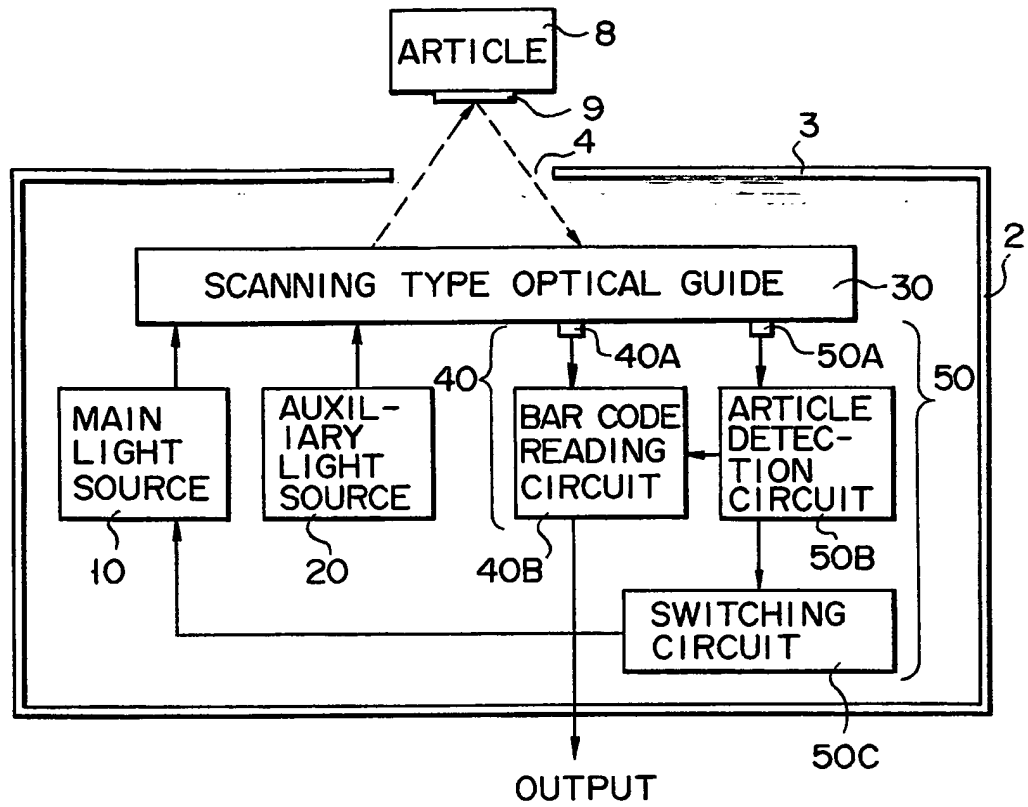 ARTICLE
8
9
4
3
2
SCANNING TYPE OPTICAL GUIDE
30
40
40A
50A
50
MAIN
LIGHT
SOURCE
AUXIL-
IARY
LIGHT
SOURCE
BAR CODE
READING
CIRCUIT
ARTICLE
DETEC-
TION
CIRCUIT
10
20
40B
50B
SWITCHING
CIRCUIT
50C
OUTPUT